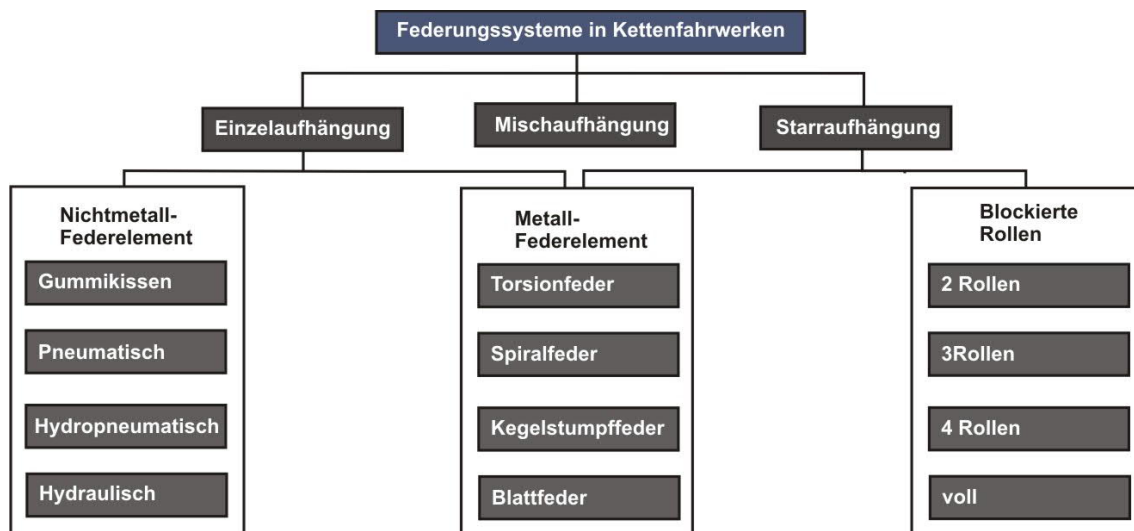 Federungssysteme in Kettenfahrwerken
Einzelaufhängung
Mischaufhängung
Starraufhängung
Nichtmetall-
Federelement
Gummikissen
Pneumatisch
Hydropneumatisch
Hydraulisch
Metall-
Federelement
Torsionfeder
Spiralfeder
Kegelstumpffeder
Blattfeder
Blockierte
Rollen
2 Rollen
3Rollen
4 Rollen
voll